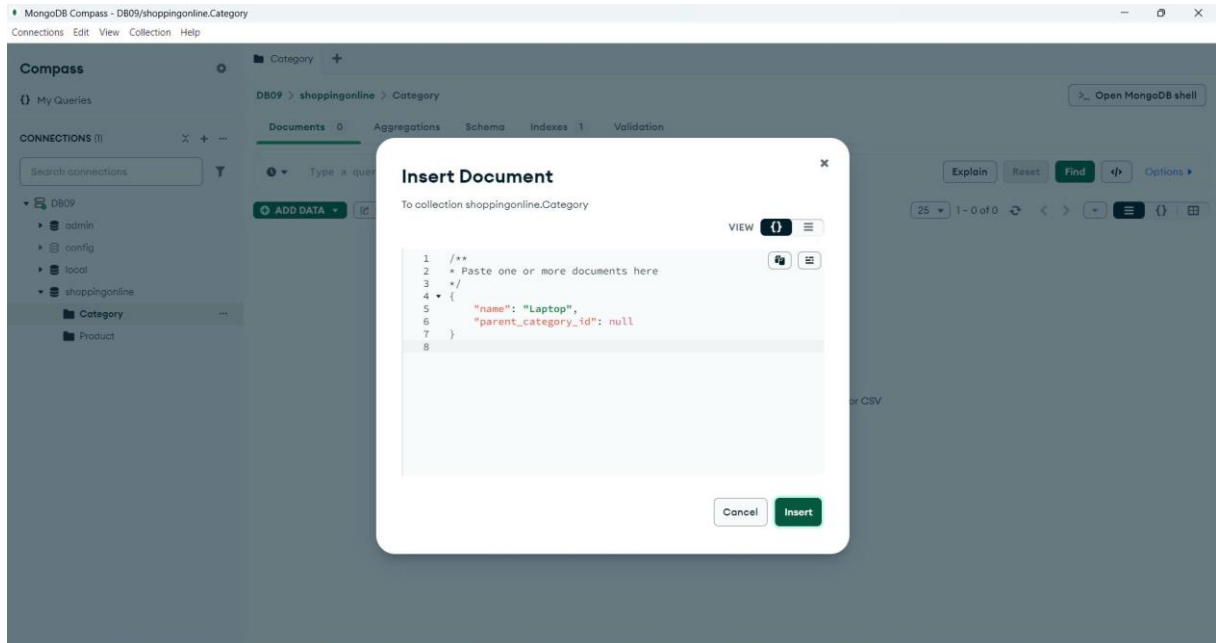 MongoDB Compass - DB09/shoppingonline.Category
Connections Edit View Collection Help
Compass
My Queries
CONNECTIONS (1)
Search connections
DB09
admin
config
local
shoppingonline
Category
Product
Category
DB09 > shoppingonline > Category
>_ Open MongoDB shell
Documents 0 Aggregations Schema Indexes 1 Validation
Type a quer
Explain Reset Find </> Options
ADD DATA
25 1 - 0 of 0
{}
or CSV
Insert Document
To collection shoppingonline.Category
VIEW {}
1 /**
2 * Paste one or more documents here
3 */
4 {
5 "name": "Laptop",
6 "parent_category_id": null
7 }
8
Cancel Insert